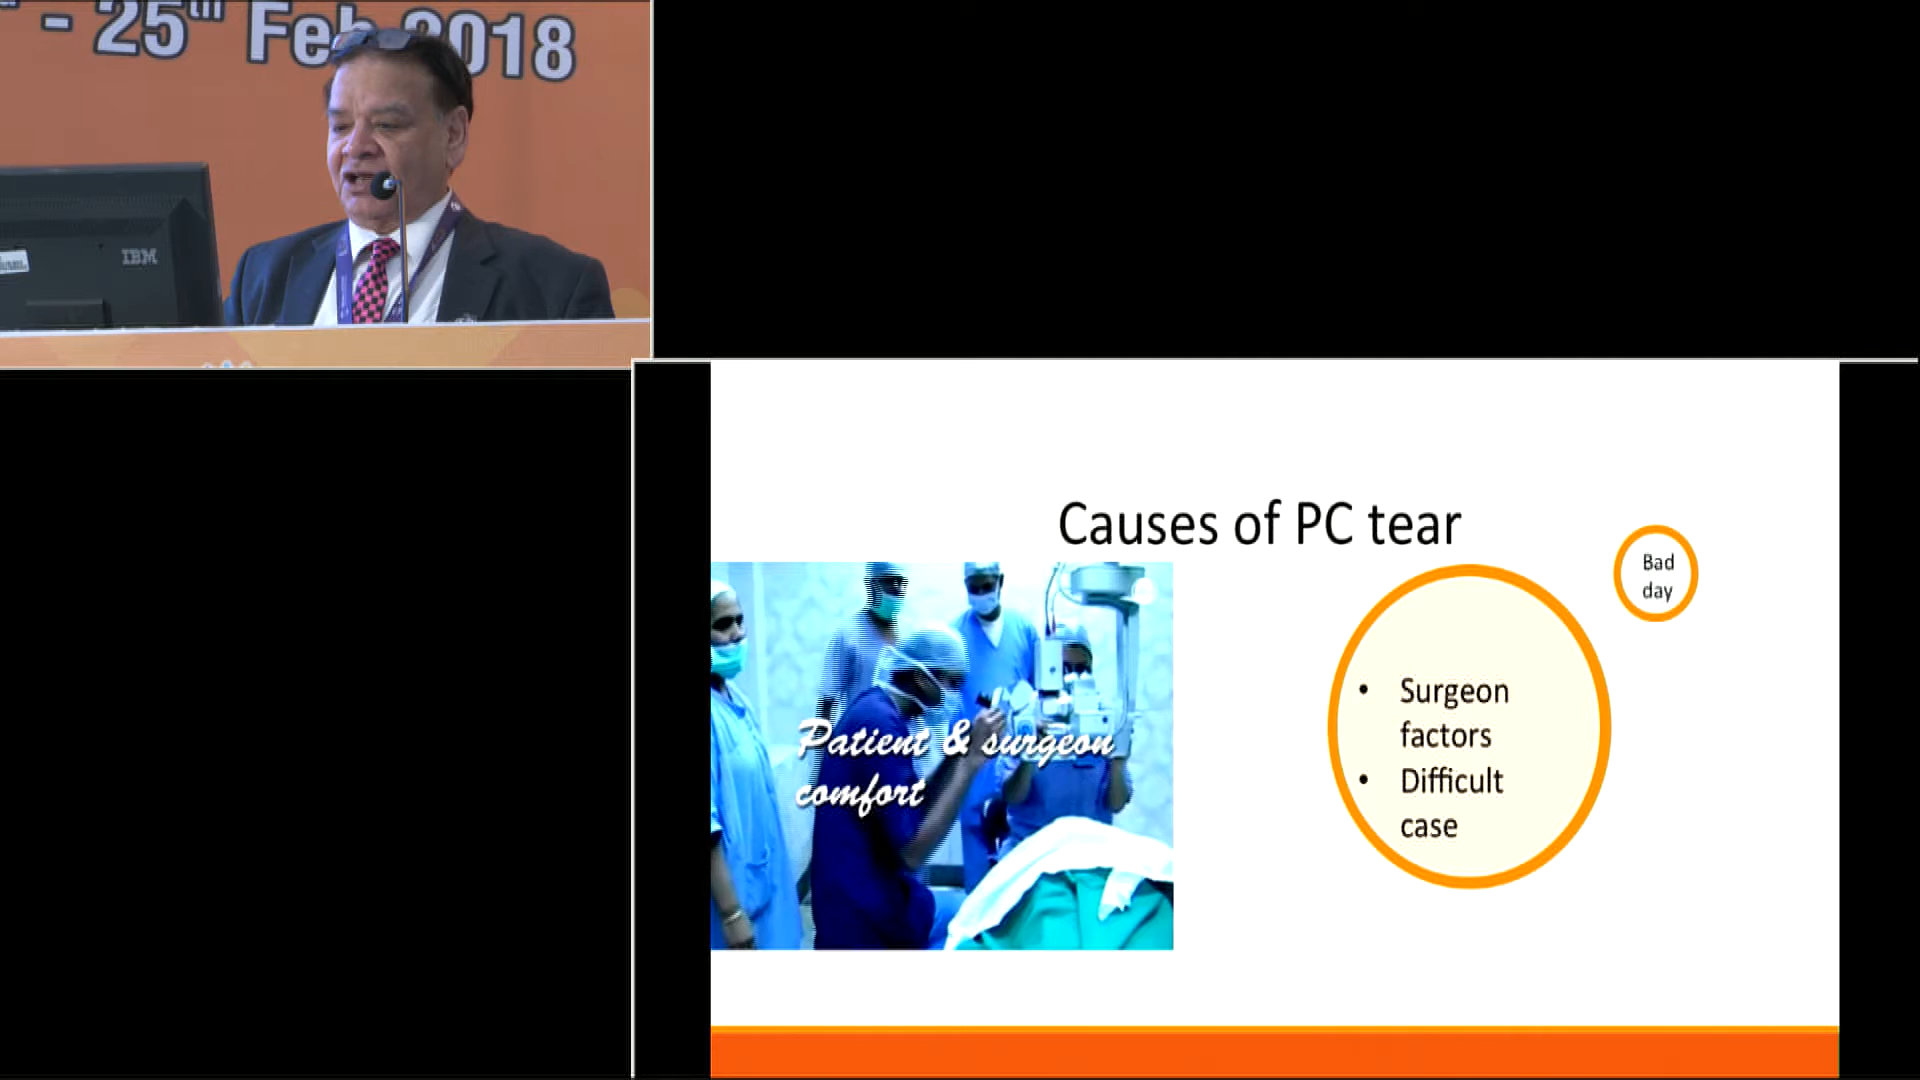 - 25th Feb 2018
IBM
Causes of PC tear
Bad
day
Patient & surgeon
comfort
• Surgeon
factors
• Difficult
case